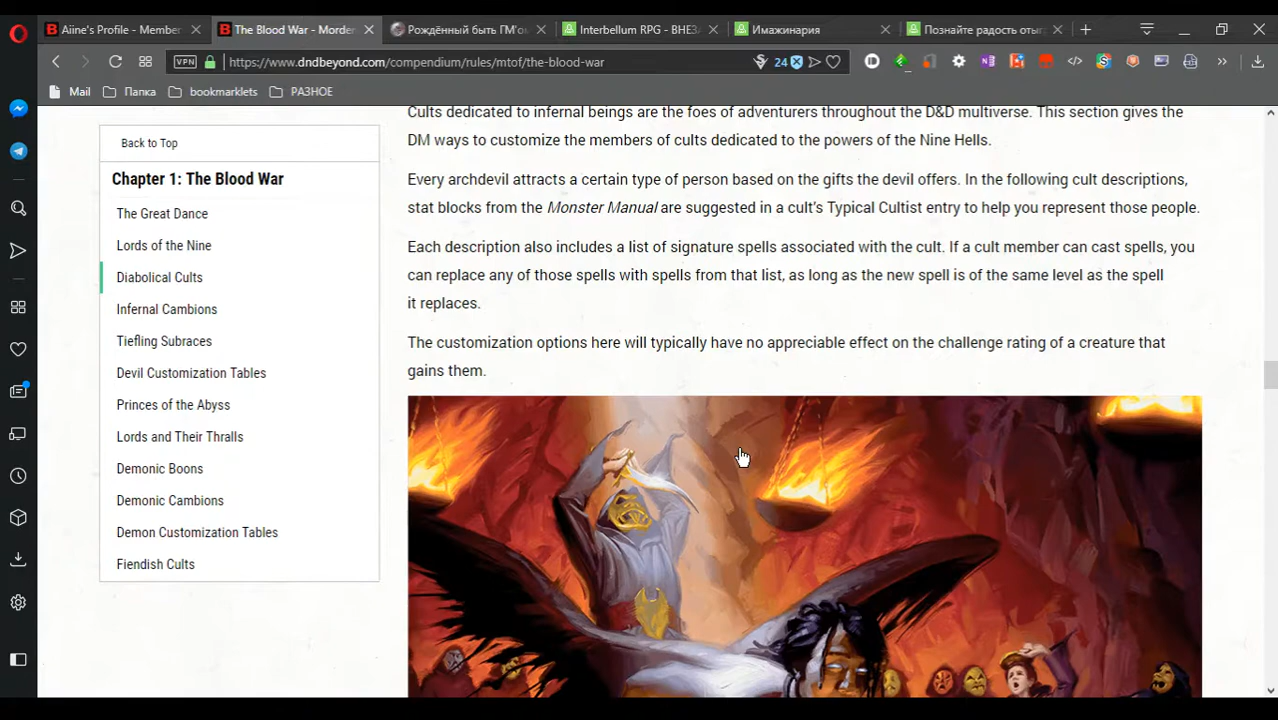 Aiine's Profile - Member
The Blood War - Morder
Рождённый быть ГМ'о
Interbellum RPG - ВНЕЗ
Имажинария
Познайте радость отыг
VPN
https://www.dndbeyond.com/compendium/rules/mtof/the-blood-war
24
Mail
Папка
bookmarklets
РАЗНОЕ
Back to Top
Chapter 1: The Blood War
The Great Dance
Lords of the Nine
Diabolical Cults
Infernal Cambions
Tiefling Subraces
Devil Customization Tables
Princes of the Abyss
Lords and Their Thralls
Demonic Boons
Demonic Cambions
Demon Customization Tables
Fiendish Cults
Cults dedicated to infernal beings are the foes of adventurers throughout the D&D multiverse. This section gives the
DM ways to customize the members of cults dedicated to the powers of the Nine Hells.
Every archdevil attracts a certain type of person based on the gifts the devil offers. In the following cult descriptions,
stat blocks from the Monster Manual are suggested in a cult's Typical Cultist entry to help you represent those people.
Each description also includes a list of signature spells associated with the cult. If a cult member can cast spells, you
can replace any of those spells with spells from that list, as long as the new spell is of the same level as the spell
it replaces.
The customization options here will typically have no appreciable effect on the challenge rating of a creature that
gains them.